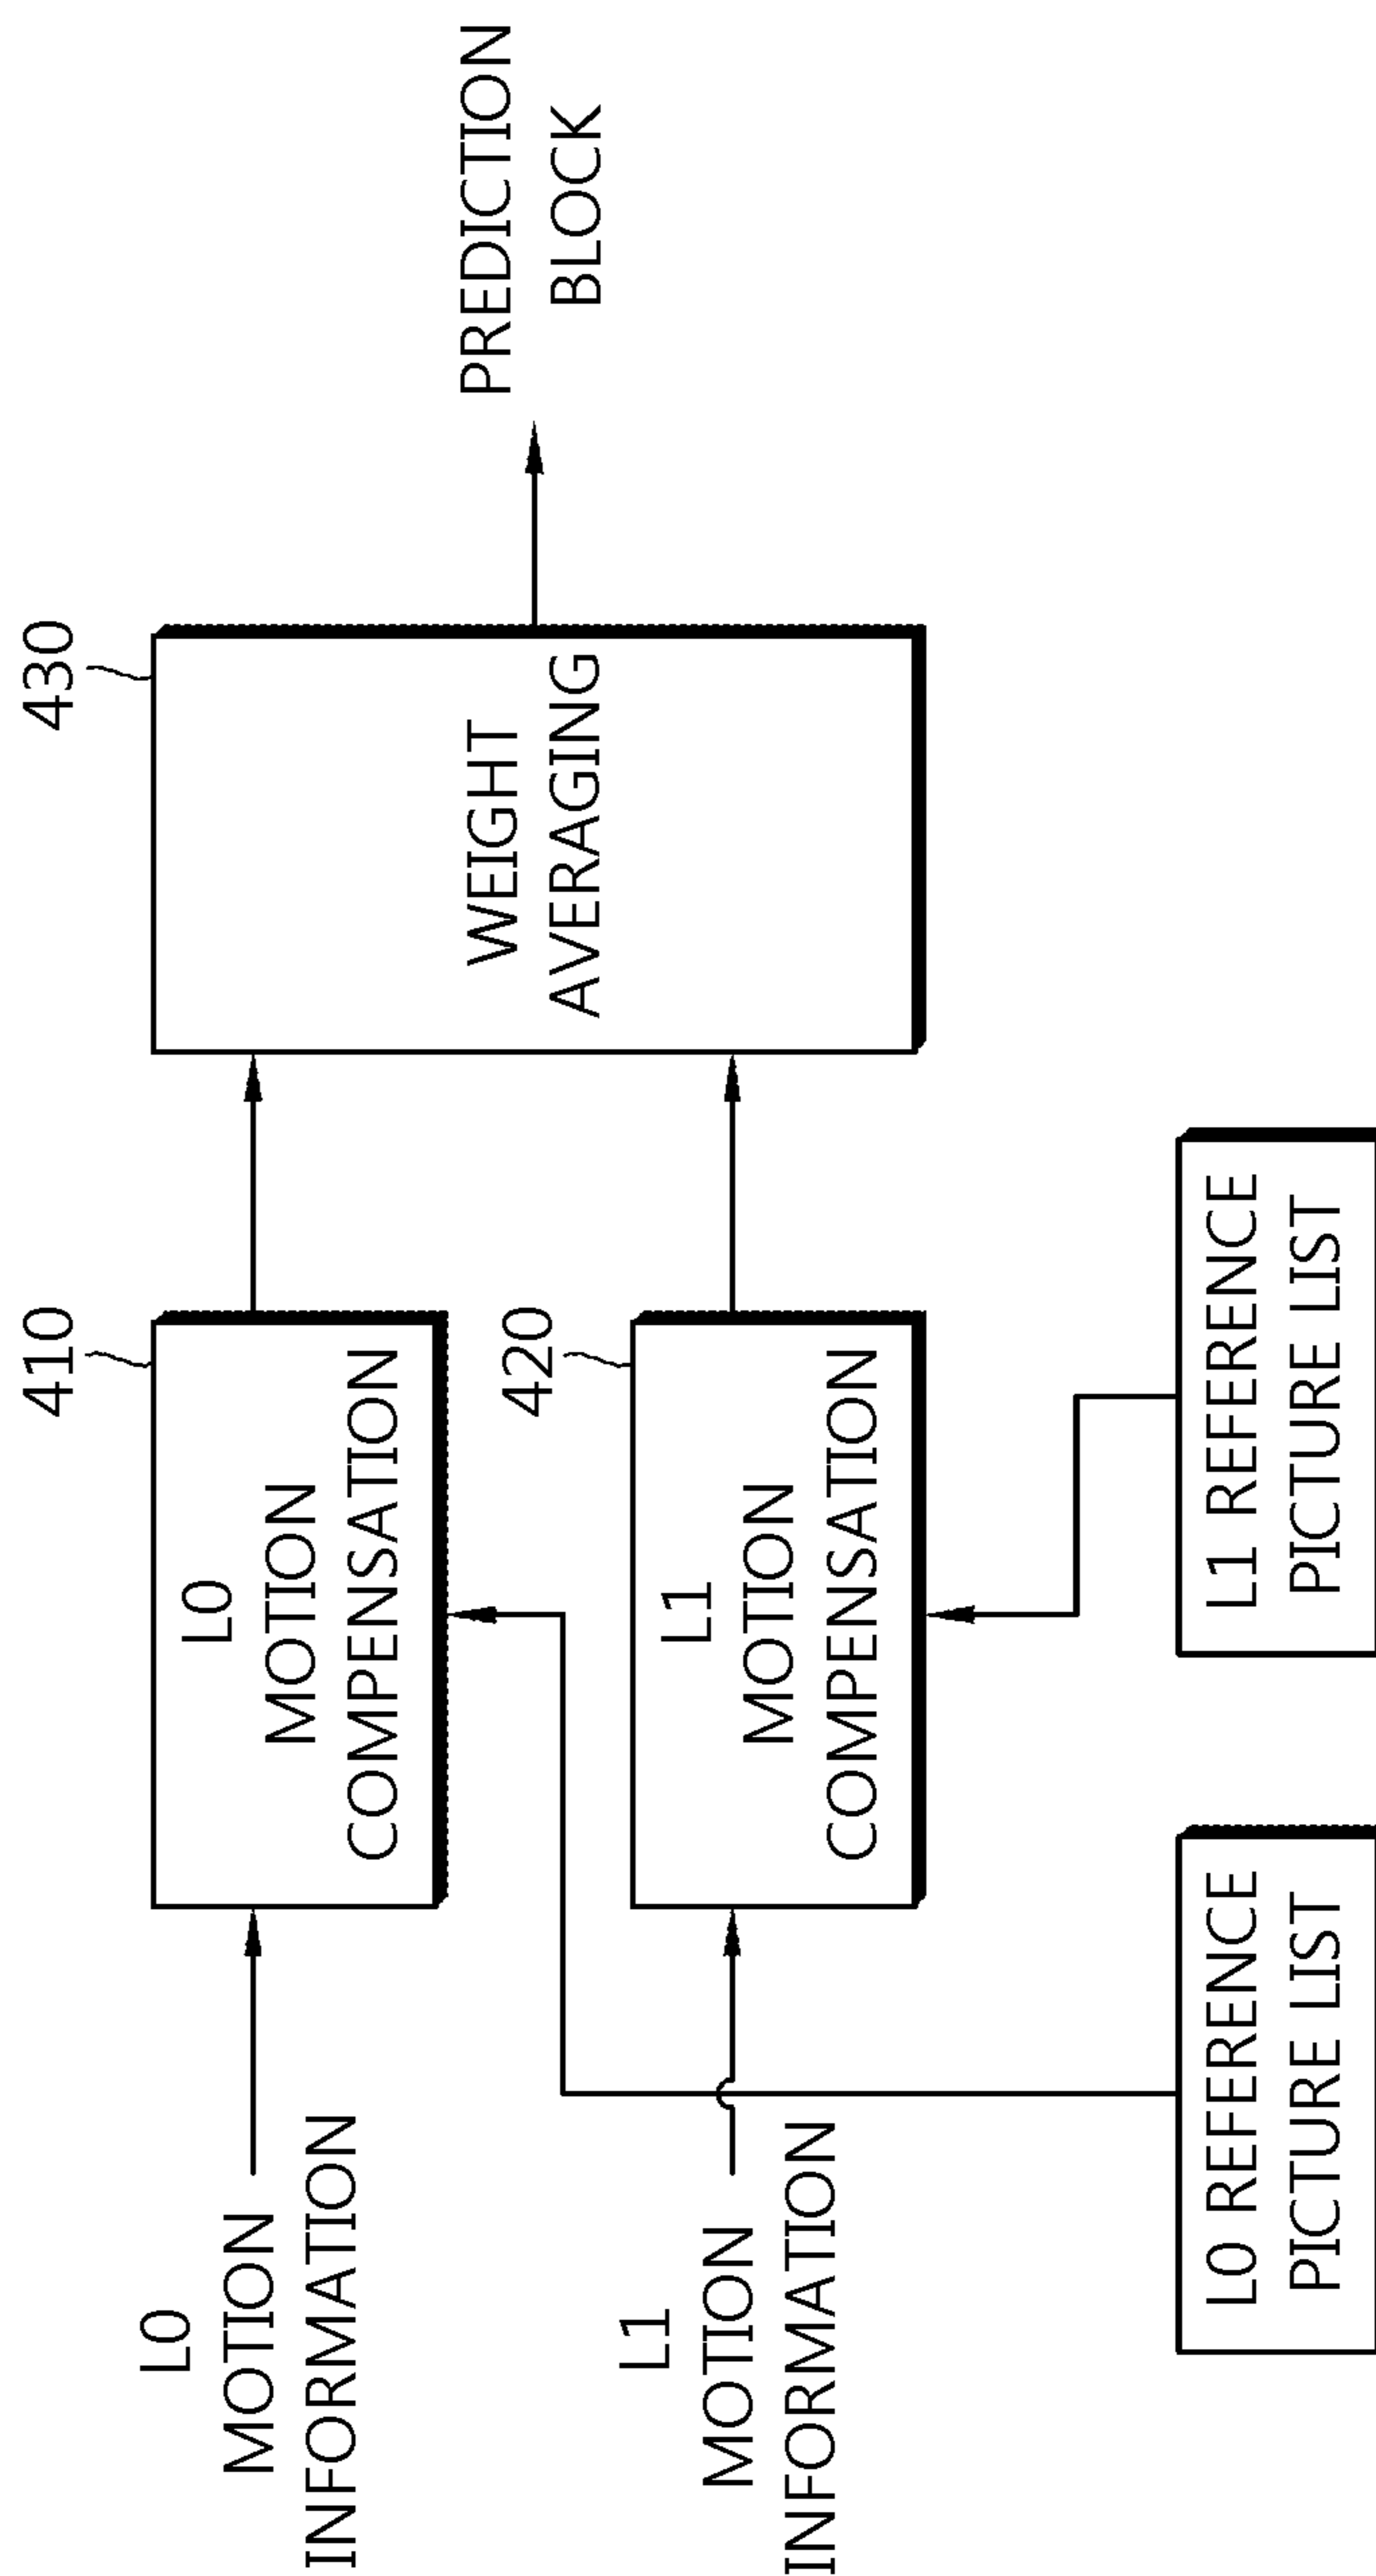 L0
MOTION
INFORMATION
410
L0
MOTION
COMPENSATION
430
WEIGHT
AVERAGING
PREDICTION
BLOCK
L1
MOTION
INFORMATION
420
L1
MOTION
COMPENSATION
L0 REFERENCE
PICTURE LIST
L1 REFERENCE
PICTURE LIST